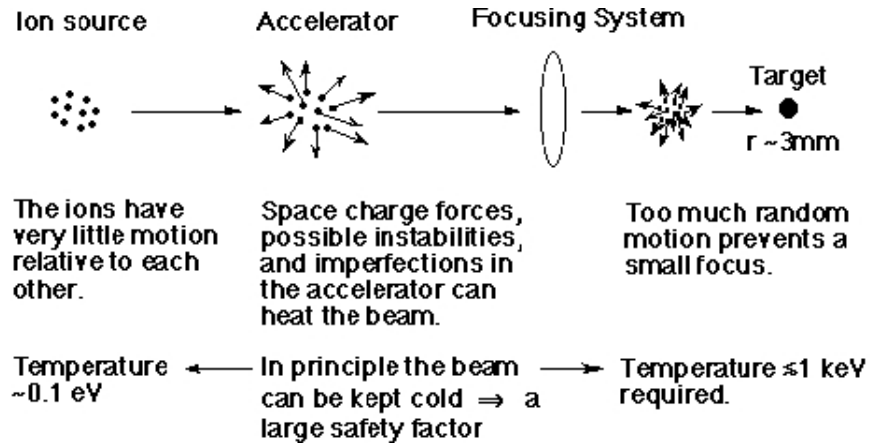 Ion source
Accelerator
Focusing System
Target
r ~3mm
The ions have
very little motion
relative to each
other.
Space charge forces,
possible instabilities,
and imperfections in
the accelerator can
heat the beam.
Too much random
motion prevents a
small focus.
Temperature
~0.1 eV
In principle the beam
can be kept cold ⇒ a
large safety factor
Temperature ≤1 keV
required.